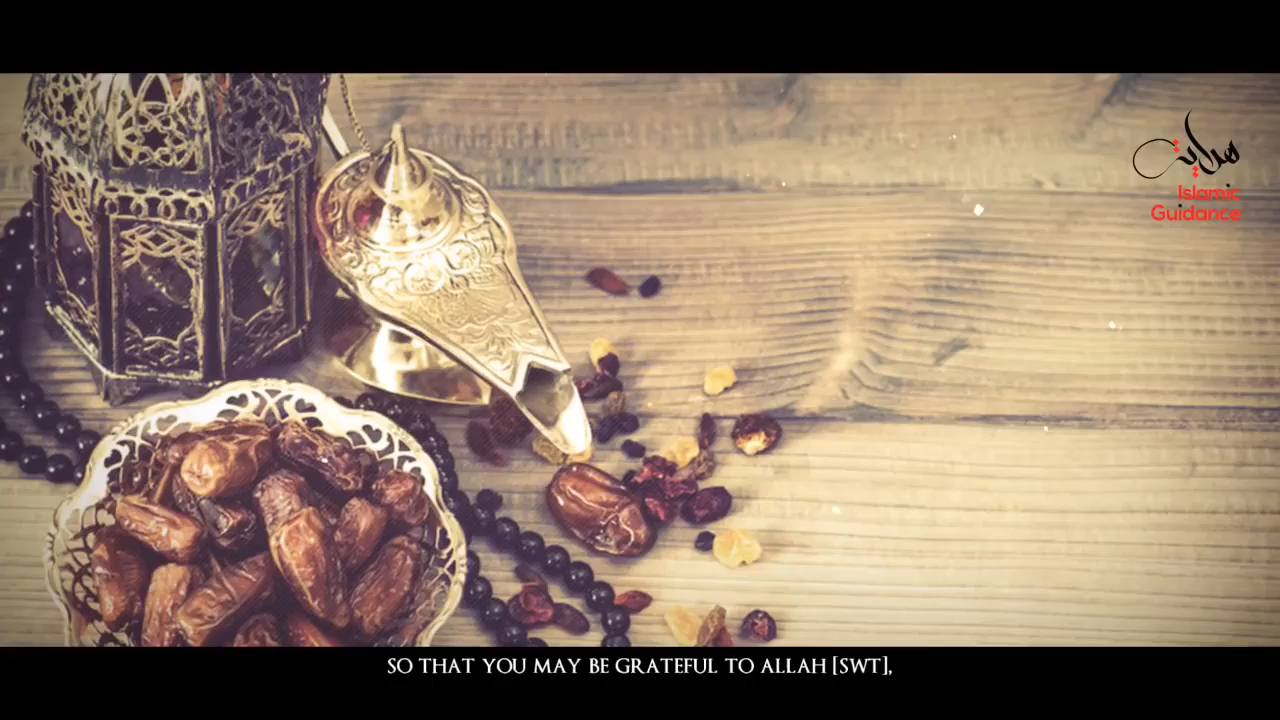 هداية
Islamic
Guidance
SO THAT YOU MAY BE GRATEFUL TO ALLAH [SWT],